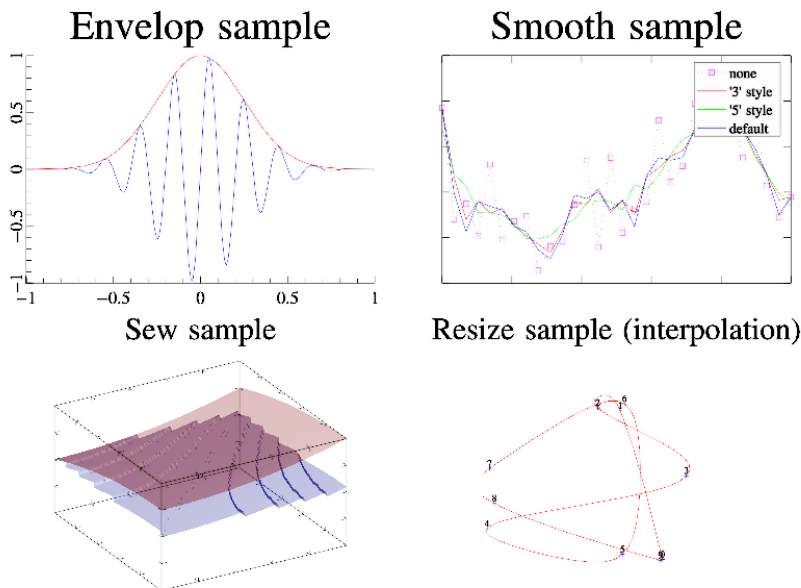 Envelop sample
Smooth sample
1
0.5
0
−0.5
−1
−1
−0.5
0
0.5
1
none
'3' style
'5' style
default
Sew sample
Resize sample (interpolation)
2
1
6
7
3
8
4
5